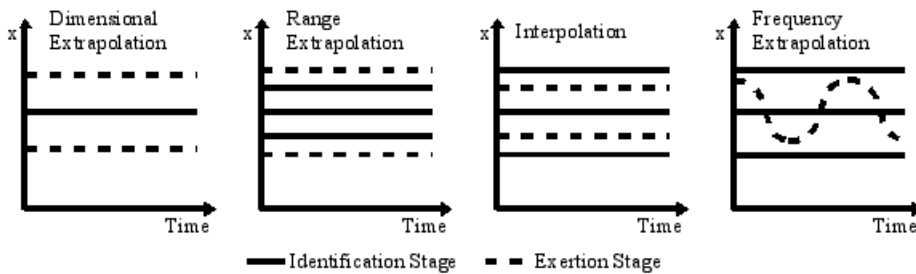 Dimensional
Extrapolation
x
Time
Range
Extrapolation
x
Time
Interpolation
x
Time
Frequency
Extrapolation
x
Time
Identification Stage
Exertion Stage